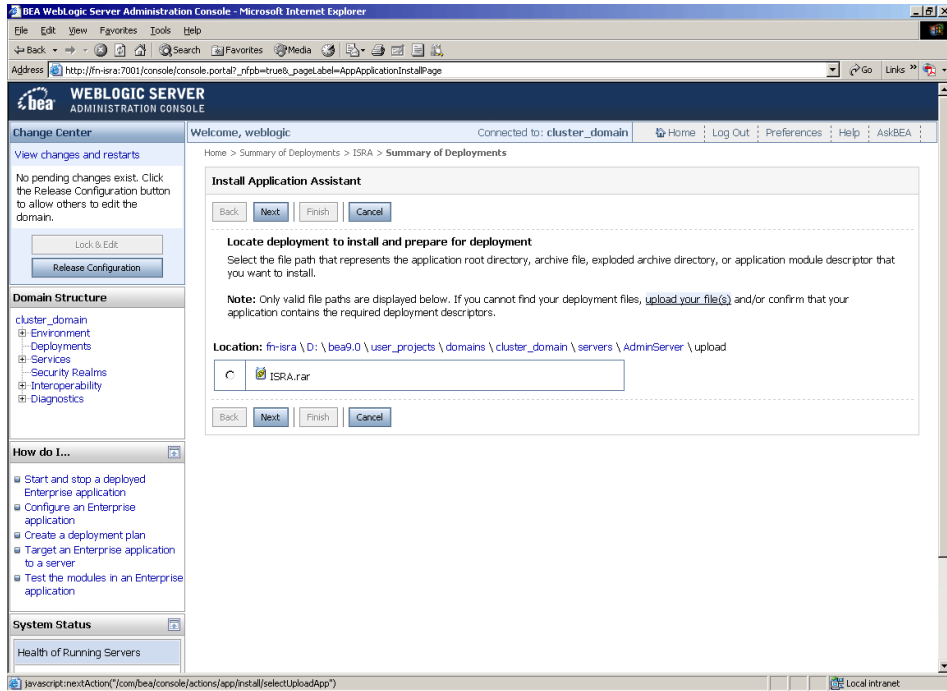 BEA WebLogic Server Administration Console - Microsoft Internet Explorer
File Edit View Favorites Tools Help
Back Search Favorites Media
Address http://fn-isra:7001/console/console.portal?_nfpb=true&_pageLabel=AppApplicationInstallPage Go Links »
bea WEBLOGIC SERVER
ADMINISTRATION CONSOLE
Change Center
View changes and restarts
No pending changes exist. Click
the Release Configuration button
to allow others to edit the
domain.
Lock & Edit
Release Configuration
Domain Structure
cluster_domain
Environment
Deployments
Services
Security Realms
Interoperability
Diagnostics
How do I...
Start and stop a deployed
Enterprise application
Configure an Enterprise
application
Create a deployment plan
Target an Enterprise application
to a server
Test the modules in an Enterprise
application
System Status
Health of Running Servers
Welcome, weblogic Connected to: cluster_domain Home Log Out Preferences Help AskBEA
Home > Summary of Deployments > ISRA > Summary of Deployments
Install Application Assistant
Back Next Finish Cancel
Locate deployment to install and prepare for deployment
Select the file path that represents the application root directory, archive file, exploded archive directory, or application module descriptor that
you want to install.
Note: Only valid file paths are displayed below. If you cannot find your deployment files, upload your file(s) and/or confirm that your
application contains the required deployment descriptors.
Location: fn-isra \ D: \ bea9.0 \ user_projects \ domains \ cluster_domain \ servers \ AdminServer \ upload
ISRA.rar
Back Next Finish Cancel
javascript:nextAction("/com/bea/console/actions/app/install/selectUploadApp") Local intranet